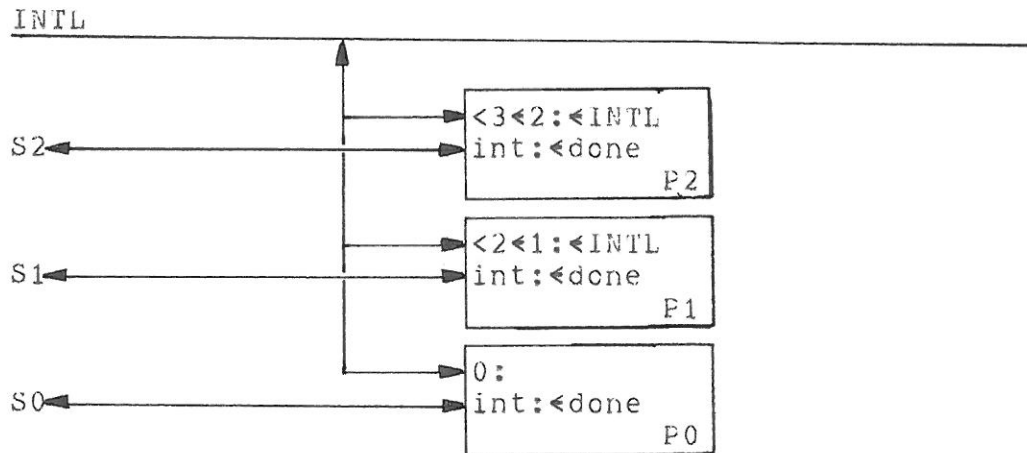 INTL
<3⋖2:⋖INTL
S2
int:⋖done
P2
<2⋖1:⋖INTL
S1
int:⋖done
P1
0:
S0
int:⋖done
P0